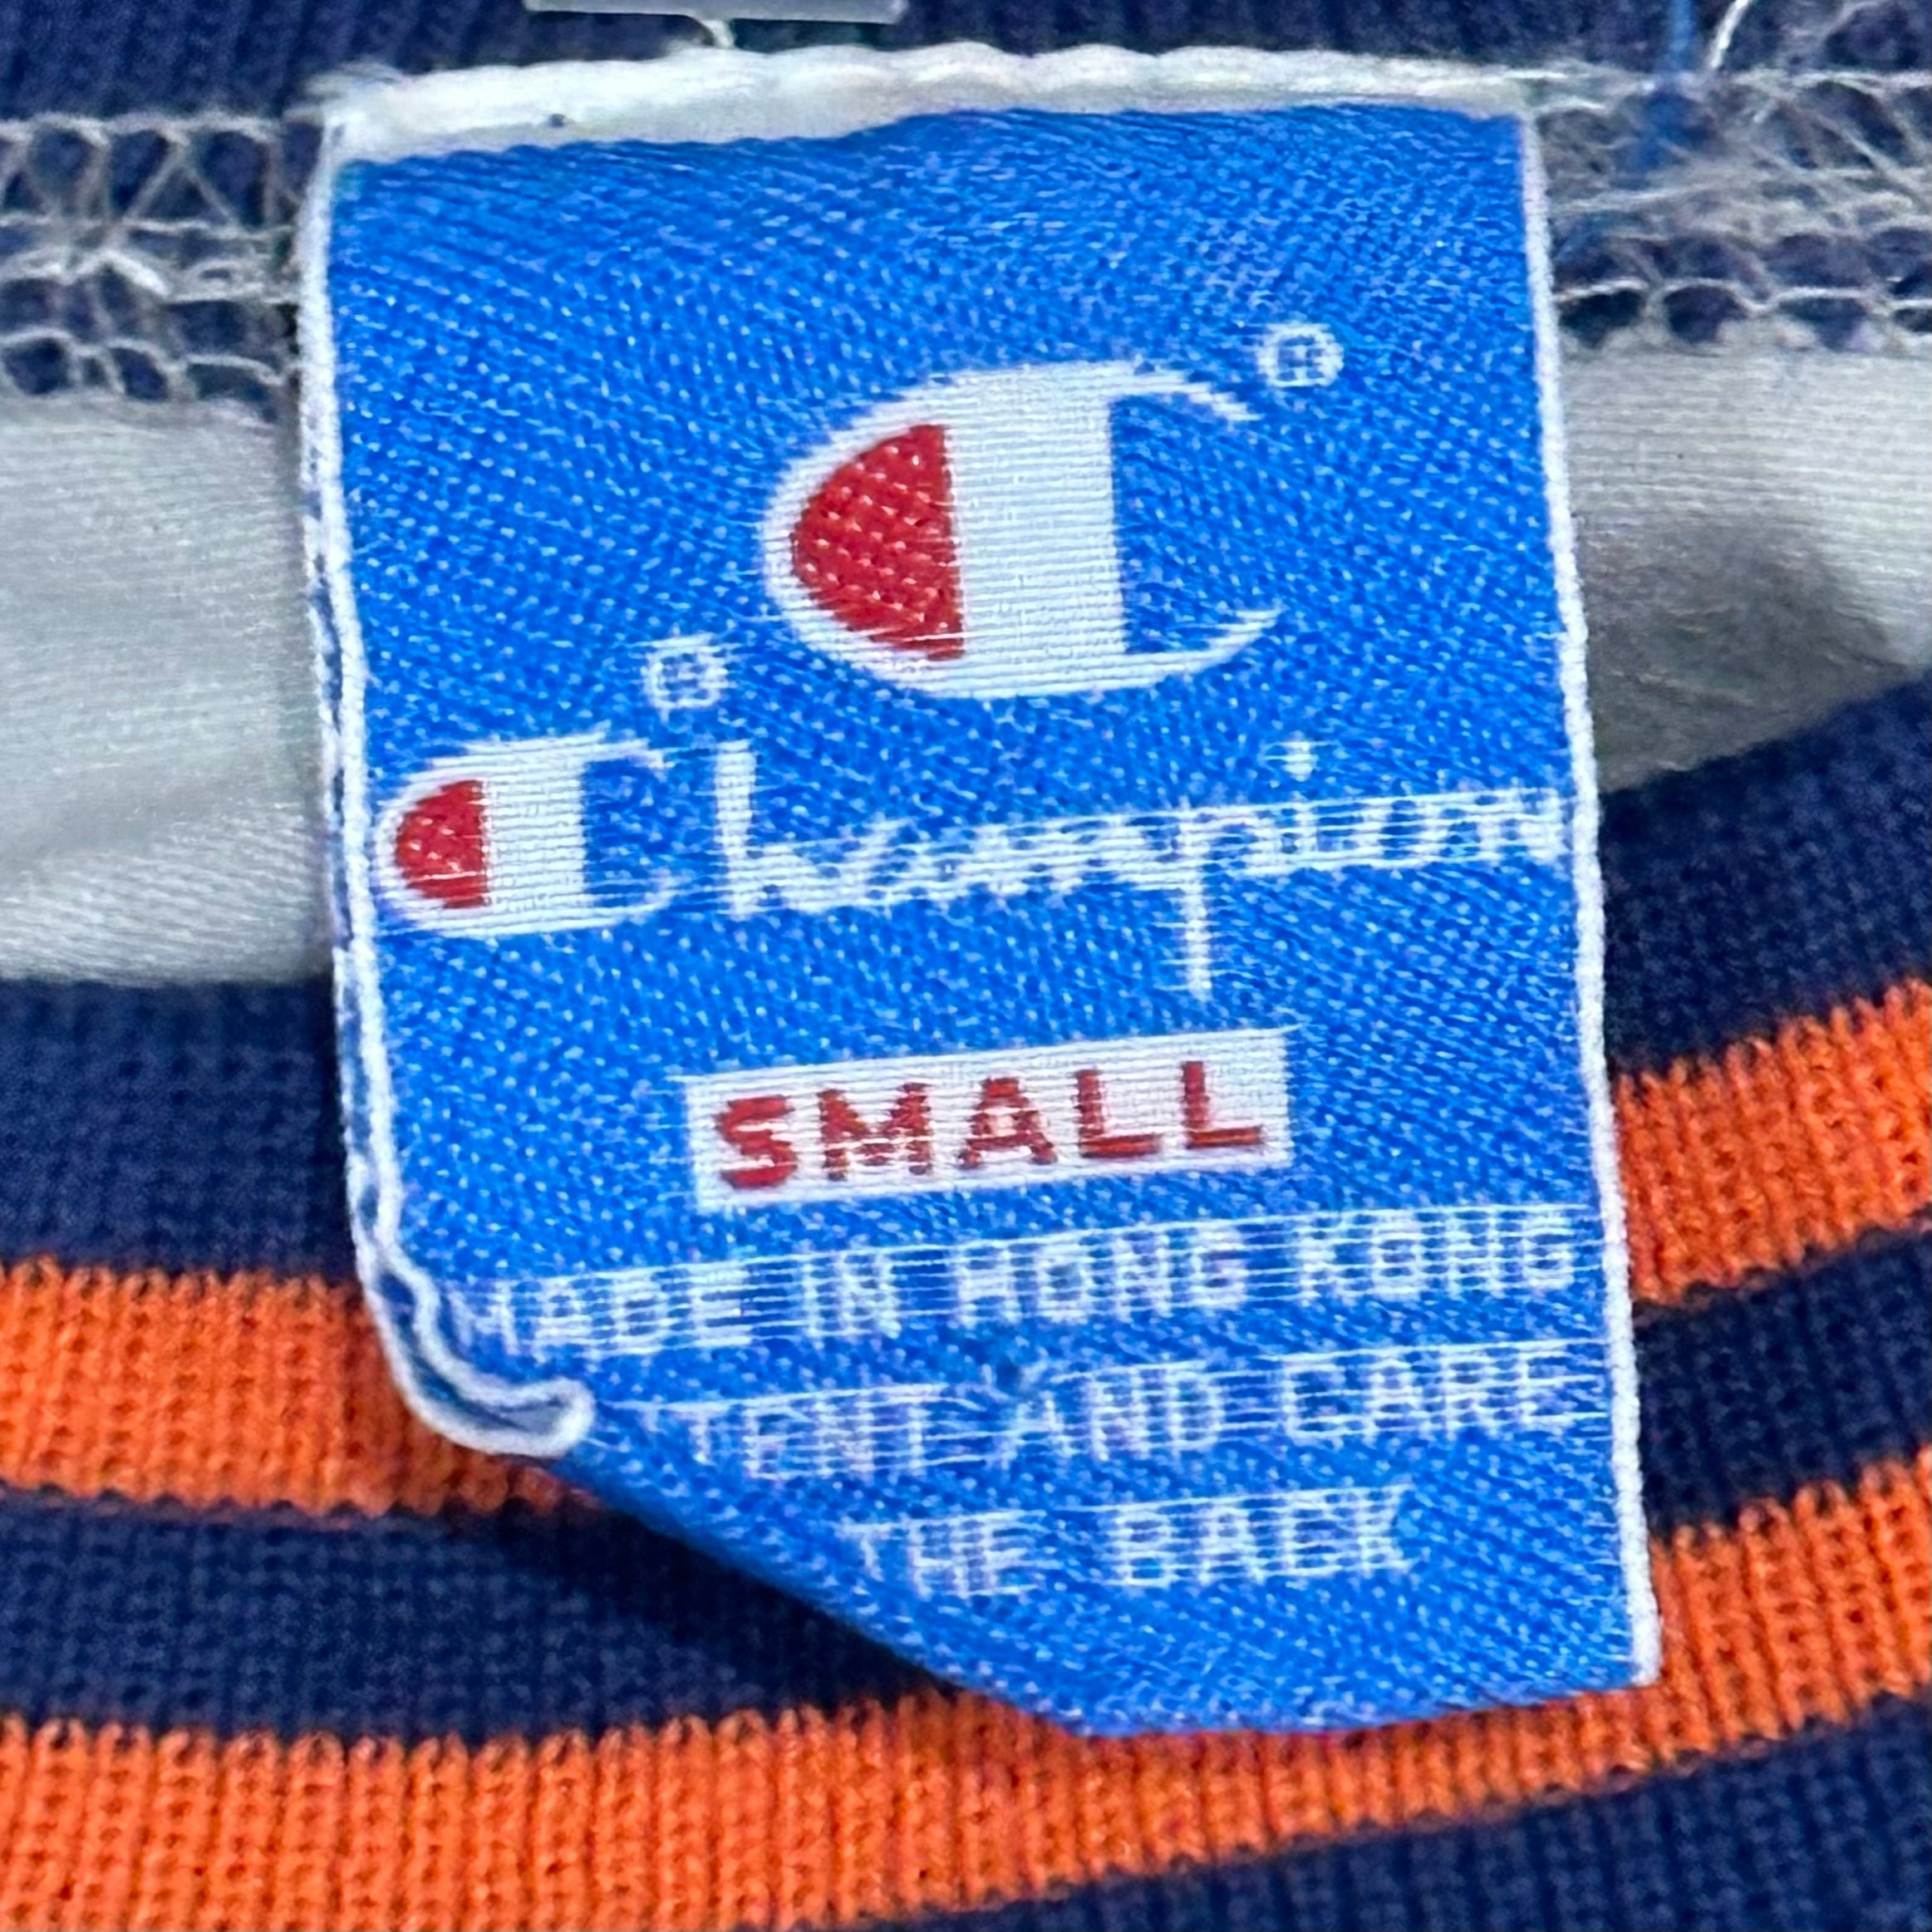 ®
®
Champion
SMALL
MADE IN HONG KONG
TENT AND CARE
THE BACK